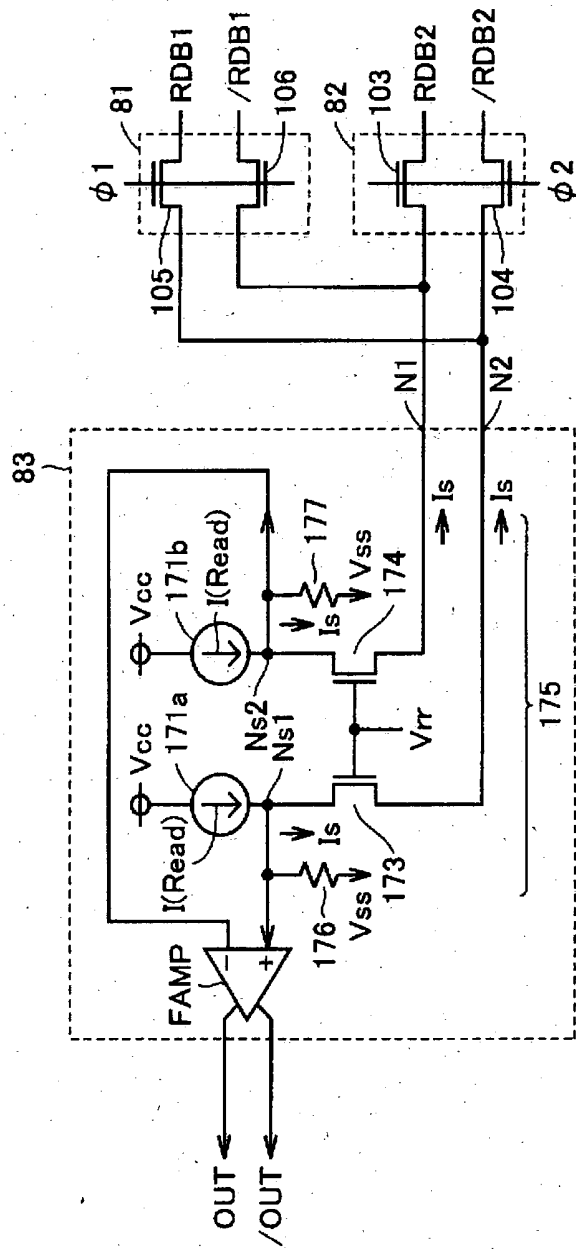 83
OUT
/OUT
FAMP
−
+
Vcc
171a
I(Read)
Ns1
Is
176
Vss
173
Vcc
171b
I(Read)
Ns2
177
Is
Vss
174
Vrr
175
N1
N2
Is
Is
φ1
81
105
106
RDB1
/RDB1
82
103
104
φ2
RDB2
/RDB2